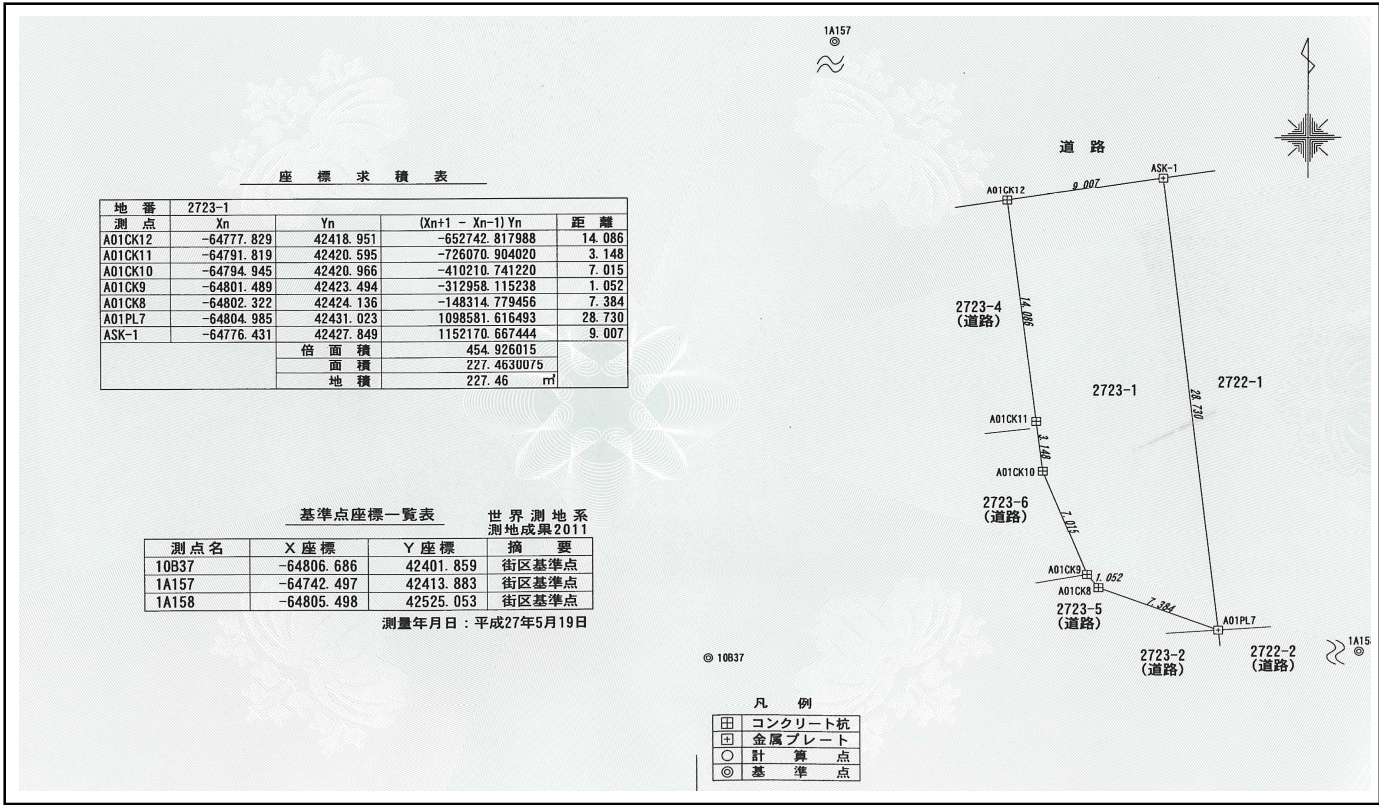 座標求積表
地番 2723-1
測点 Xn Yn (Xn+1 - Xn-1) Yn 距離
A01CK12 -64777.829 42418.951 -652742.817988 14.086
A01CK11 -64791.819 42420.595 -726070.904020 3.148
A01CK10 -64794.945 42420.966 -410210.741220 7.015
A01CK9 -64801.489 42423.494 -312958.115238 1.052
A01CK8 -64802.322 42424.136 -148314.779456 7.384
A01PL7 -64804.985 42431.023 1098581.616493 28.730
ASK-1 -64776.431 42427.849 1152170.667444 9.007
倍面積 454.926015
面積 227.4630075
地積 227.46 ㎡
基準点座標一覧表
世界測地系
測地成果2011
測点名 X座標 Y座標 摘要
10B37 -64806.686 42401.859 街区基準点
1A157 -64742.497 42413.883 街区基準点
1A158 -64805.498 42525.053 街区基準点
測量年月日：平成27年5月19日
1A157
道路
ASK-1
A01CK12
9.007
2723-4
(道路)
14.086
2723-1
2722-1
28.730
A01CK11
3.148
A01CK10
2723-6
(道路)
7.015
A01CK9
1.052
A01CK8
2723-5
(道路)
7.384
A01PL7
2723-2
(道路)
2722-2
(道路)
1A15
10B37
凡例
コンクリート杭
金属プレート
計算点
基準点